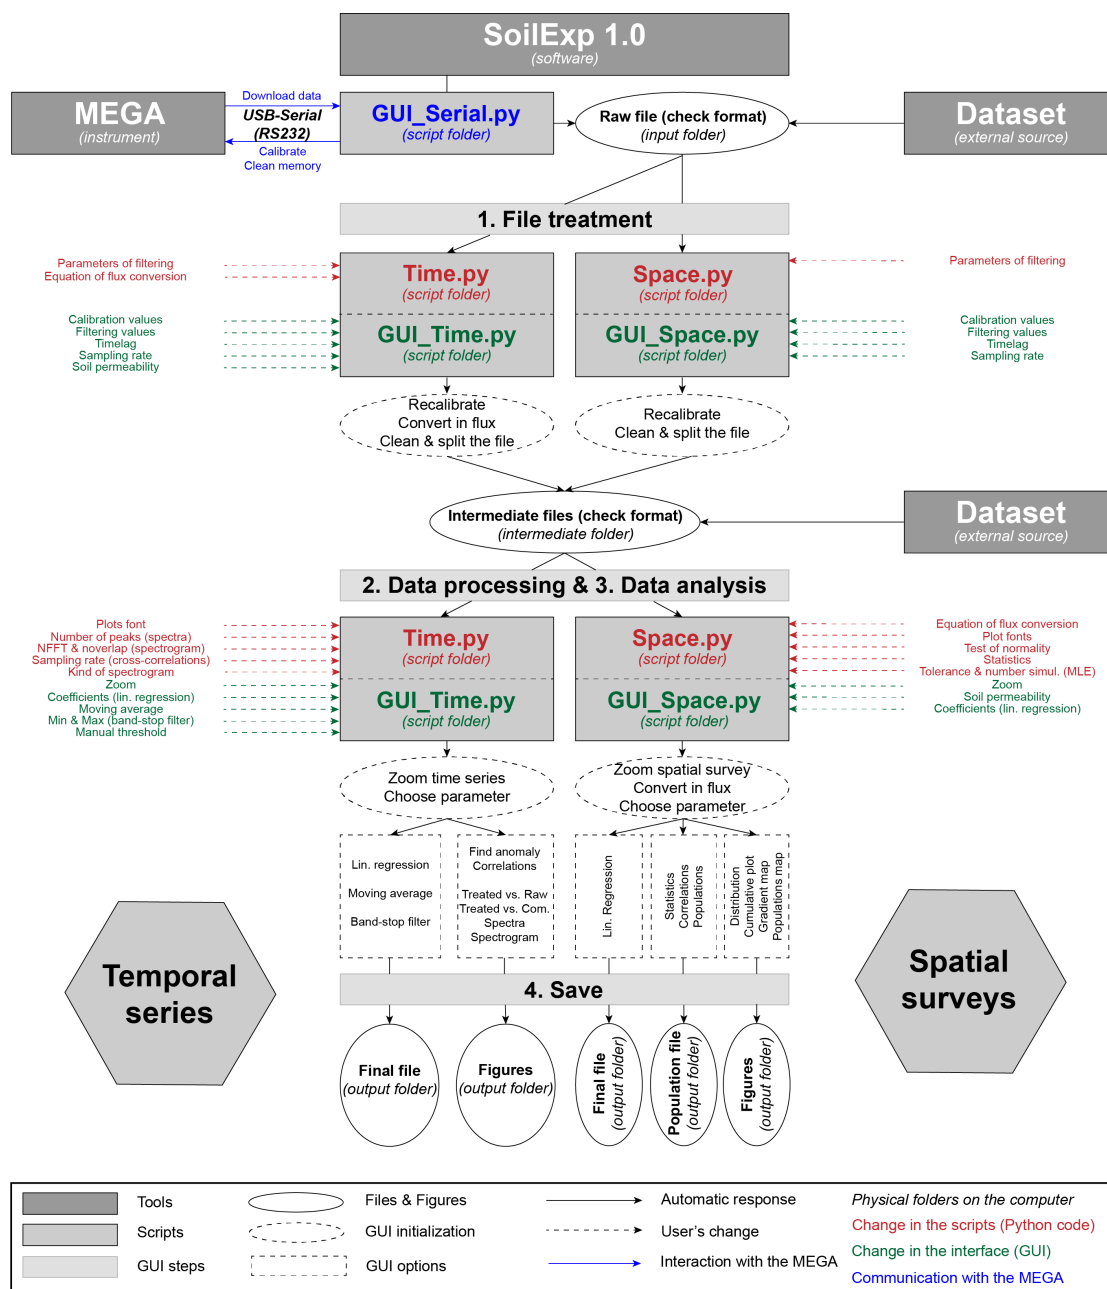 SoilExp 1.0
(software)
MEGA
(instrument)
Download data
USB-Serial
(RS232)
Calibrate
Clean memory
GUI_Serial.py
(script folder)
Raw file (check format)
(input folder)
Dataset
(external source)
1. File treatment
Parameters of filtering
Equation of flux conversion
Calibration values
Filtering values
Timelag
Sampling rate
Soil permeability
Time.py
(script folder)
GUI_Time.py
(script folder)
Space.py
(script folder)
GUI_Space.py
(script folder)
Parameters of filtering
Calibration values
Filtering values
Timelag
Sampling rate
Recalibrate
Convert in flux
Clean & split the file
Recalibrate
Clean & split the file
Intermediate files (check format)
(intermediate folder)
Dataset
(external source)
2. Data processing & 3. Data analysis
Plots font
Number of peaks (spectra)
NFFT & noverlap (spectrogram)
Sampling rate (cross-correlations)
Kind of spectrogram
Zoom
Coefficients (lin. regression)
Moving average
Min & Max (band-stop filter)
Manual threshold
Time.py
(script folder)
GUI_Time.py
(script folder)
Space.py
(script folder)
GUI_Space.py
(script folder)
Equation of flux conversion
Plot fonts
Test of normality
Statistics
Tolerance & number simul. (MLE)
Zoom
Soil permeability
Coefficients (lin. regression)
Zoom time series
Choose parameter
Zoom spatial survey
Convert in flux
Choose parameter
Lin. regression
Moving average
Band-stop filter
Find anomaly
Correlations
Treated vs. Raw
Treated vs. Com.
Spectra
Spectrogram
Lin. Regression
Statistics
Correlations
Populations
Distribution
Cumulative plot
Gradient map
Populations map
Temporal
series
Spatial
surveys
4. Save
Final file
(output folder)
Figures
(output folder)
Final file
(output folder)
Population file
(output folder)
Figures
(output folder)
Tools
Scripts
GUI steps
Files & Figures
GUI initialization
GUI options
Automatic response
User's change
Interaction with the MEGA
Physical folders on the computer
Change in the scripts (Python code)
Change in the interface (GUI)
Communication with the MEGA